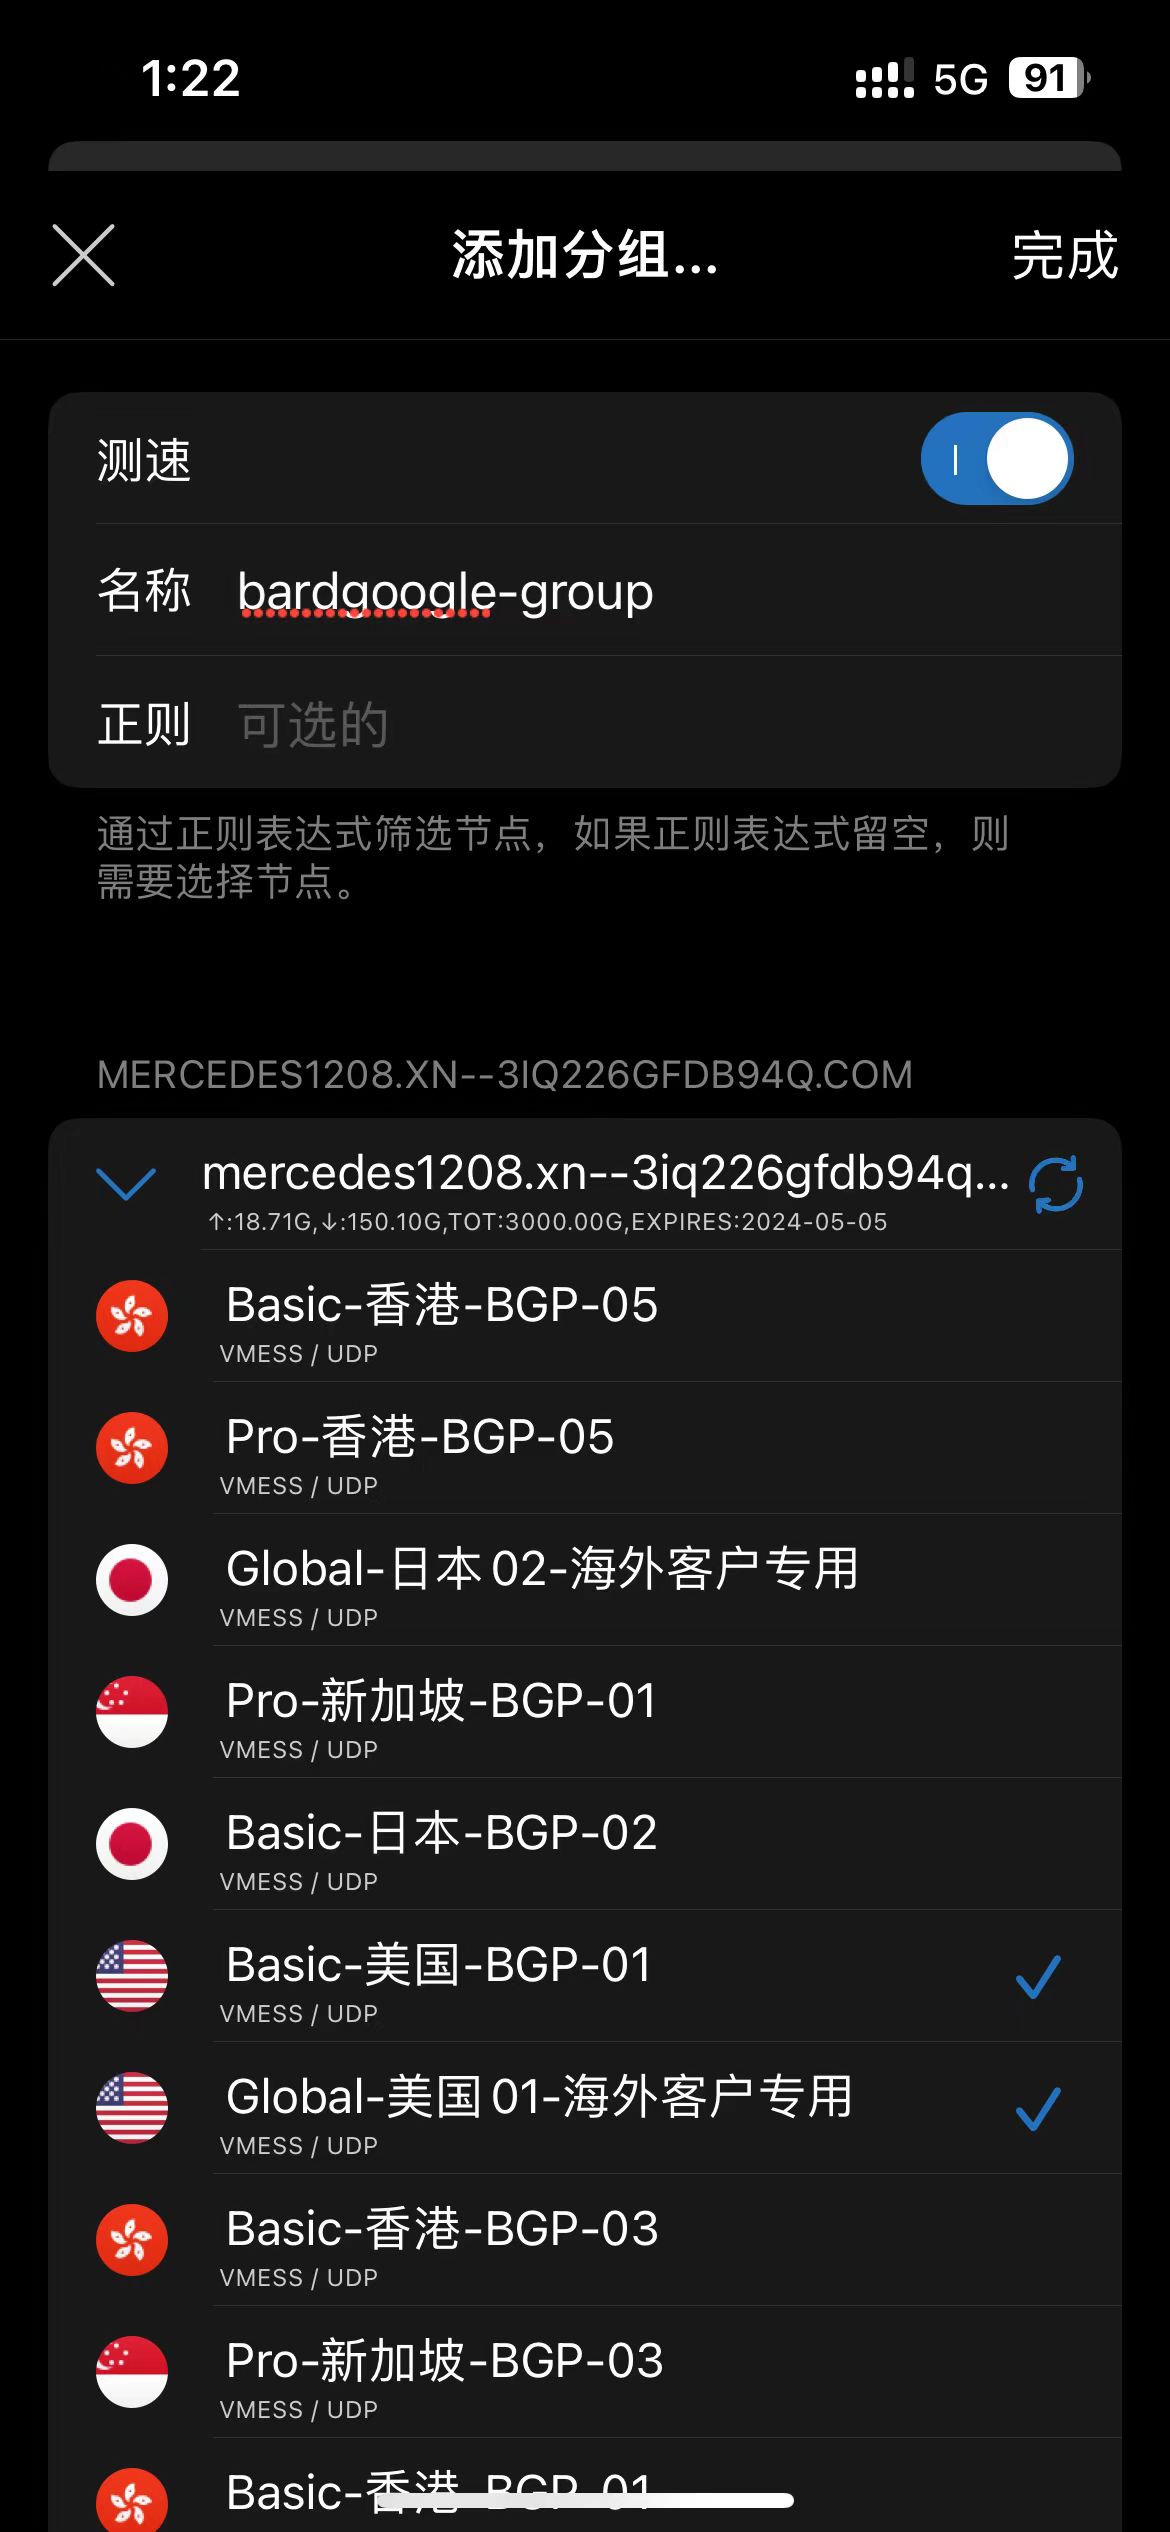 1:22
5G
91
添加分组...
完成
测速
名称 bardgoogle-group
正则 可选的
通过正则表达式筛选节点，如果正则表达式留空，则
需要选择节点。
MERCEDES1208.XN--3IQ226GFDB94Q.COM
mercedes1208.xn--3iq226gfdb94q...
↑:18.71G,↓:150.10G,TOT:3000.00G,EXPIRES:2024-05-05
Basic-香港-BGP-05
VMESS / UDP
Pro-香港-BGP-05
VMESS / UDP
Global-日本 02-海外客户专用
VMESS / UDP
Pro-新加坡-BGP-01
VMESS / UDP
Basic-日本-BGP-02
VMESS / UDP
Basic-美国-BGP-01
VMESS / UDP
Global-美国 01-海外客户专用
VMESS / UDP
Basic-香港-BGP-03
VMESS / UDP
Pro-新加坡-BGP-03
VMESS / UDP
Basic-香港-BGP-01